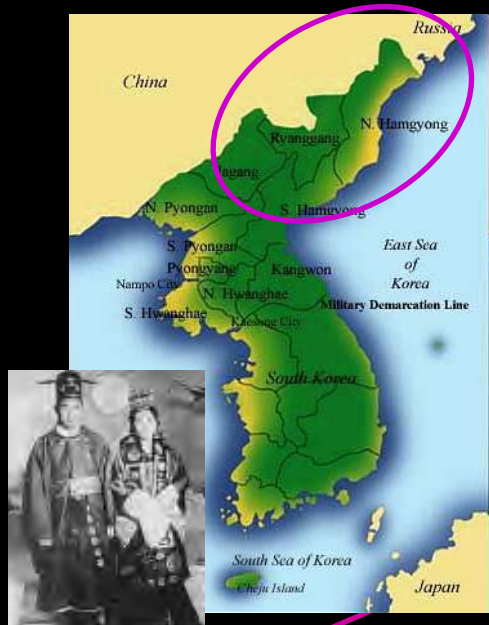 Russia
China
N. Hamgyong
Ryanggang
Jagang
S. Hamgyong
N. Pyongan
S. Pyongan
East Sea
of
Korea
Pyongyang
Kangwon
Nampo City
N. Hwanghae
Military Demarcation Line
S. Hwanghae
Kaesong City
South Korea
South Sea of Korea
Cheju Island
Japan